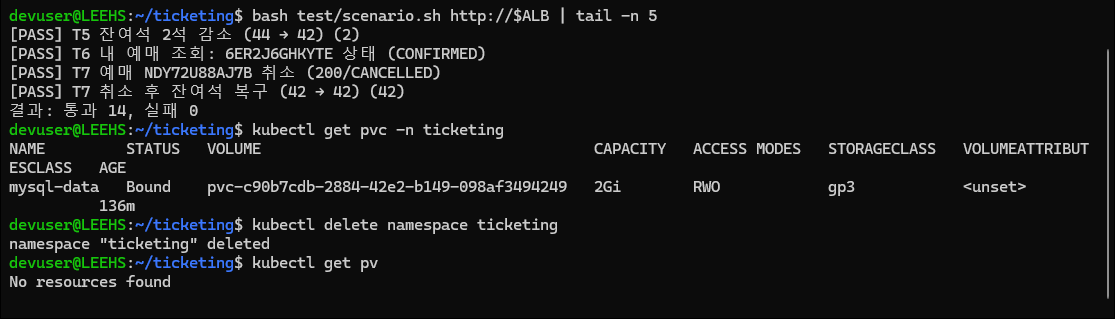 devuser@LEEHS:~/ticketing$ bash test/scenario.sh http://$ALB | tail -n 5
[PASS] T5 잔여석 2석 감소 (44 → 42) (2)
[PASS] T6 내 예매 조회: 6ER2J6GHKYTE 상태 (CONFIRMED)
[PASS] T7 예매 NDY72U88AJ7B 취소 (200/CANCELLED)
[PASS] T7 취소 후 잔여석 복구 (42 → 42) (42)
결과: 통과 14, 실패 0
devuser@LEEHS:~/ticketing$ kubectl get pvc -n ticketing
NAME         STATUS   VOLUME                                     CAPACITY   ACCESS MODES   STORAGECLASS   VOLUMEATTRIBUT
ESCLASS   AGE
mysql-data   Bound    pvc-c90b7cdb-2884-42e2-b149-098af3494249   2Gi        RWO            gp3            <unset>
          136m
devuser@LEEHS:~/ticketing$ kubectl delete namespace ticketing
namespace "ticketing" deleted
devuser@LEEHS:~/ticketing$ kubectl get pv
No resources found